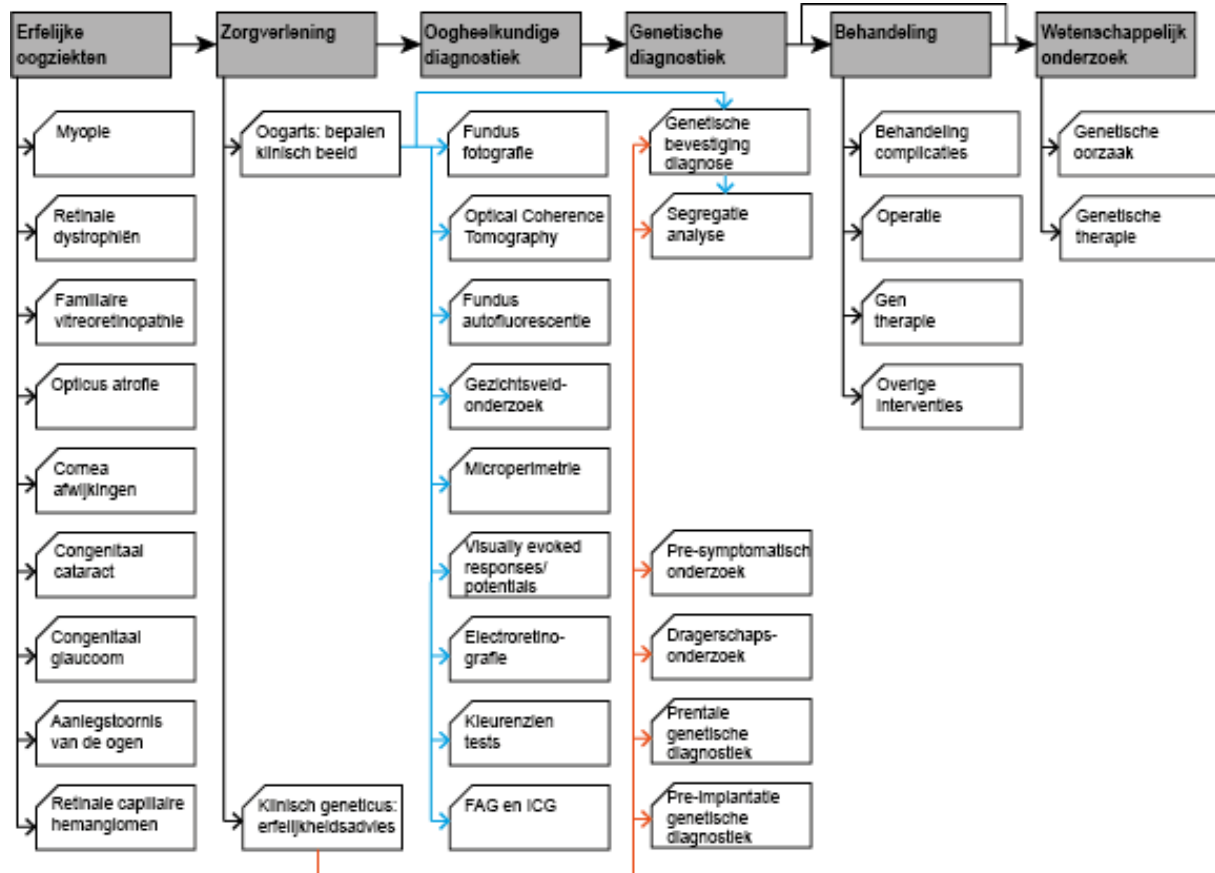 Erfelijke
oogziekten
Zorgverlening
Oogheelkundige
diagnostiek
Genetische
diagnostiek
Behandeling
Wetenschappelijk
onderzoek
Myopie
Retinale
dystrophiën
Familiaire
vitreoretinopathie
Opticus atrofie
Cornea
afwijkingen
Congenitaal
cataract
Congenitaal
glaucoom
Aanlegstoornis
van de ogen
Retinale capillaire
hemangiomen
Oogarts: bepalen
klinisch beeld
Klinisch geneticus:
erfelijkheidsadvies
Fundus
fotografie
Optical Coherence
Tomography
Fundus
autofluorescentie
Gezichtsveld-
onderzoek
Microperimetrie
Visually evoked
responses/
potentials
Electroretino-
grafie
Kleurenzien
tests
FAG en ICG
Genetische
bevestiging
diagnose
Segregatie
analyse
Pre-symptomatisch
onderzoek
Dragerschaps-
onderzoek
Prentale
genetische
diagnostiek
Pre-implantatie
genetische
diagnostiek
Behandeling
complicaties
Operatie
Gen
therapie
Overige
interventies
Genetische
oorzaak
Genetische
therapie